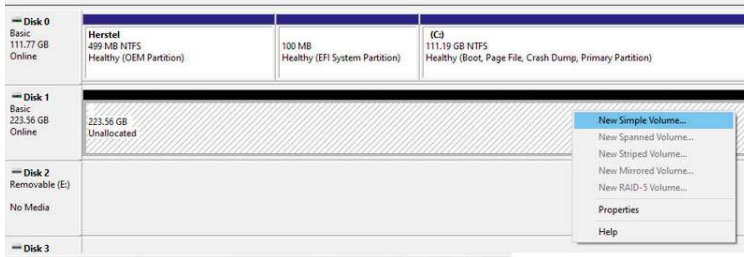 Disk 0
Basic
111.77 GB
Online
Herstel
499 MB NTFS
Healthy (OEM Partition)
100 MB
Healthy (EFI System Partition)
(C:)
111.19 GB NTFS
Healthy (Boot, Page File, Crash Dump, Primary Partition)
Disk 1
Basic
223.56 GB
Online
223.56 GB
Unallocated
New Simple Volume...
New Spanned Volume...
New Striped Volume...
New Mirrored Volume...
New RAID-5 Volume...
Properties
Help
Disk 2
Removable (E:)
No Media
Disk 3